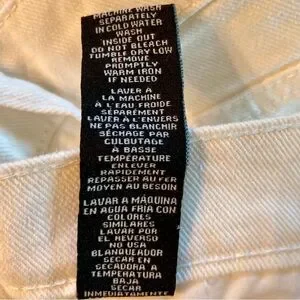 MACHINE WASH
SEPARATELY
IN COLD WATER
WASH
INSIDE OUT
DO NOT BLEACH
TUMBLE DRY LOW
REMOVE
PROMPTLY
WARM IRON
IF NEEDED
LAVER A
LA MACHINE
À L'EAU FROIDE
SÉPARÉMENT
LAVER À L'ENVERS
NE PAS BLANCHIR
SÉCHAGE PAR
CULBUTAGE
À BASSE
TEMPÉRATURE
ENLEVER
RAPIDEMENT
REPASSER AU FER
MOYEN AU BESOIN
LAVAR A MÁQUINA
EN AGUA FRIA CON
COLORES
SIMILARES
LAVAR POR
EL REVERSO
NO USA
BLANQUEADOR
SECAR EN
SECADORA A
TEMPERATURA
BAJA
SECAR
INMEDIATAMENTE